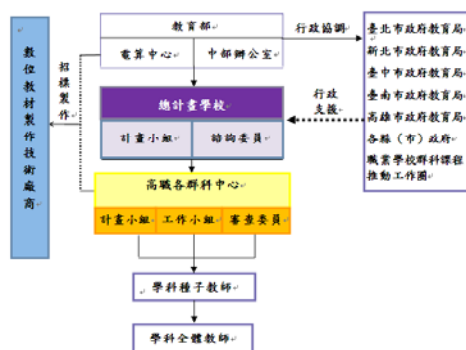 教育部
電算中心
中部辦公室
行政協調
招標製作
數位教材製作技術廠商
總計畫學校
計畫小組
諮詢委員
行政
支援
臺北市政府教育局
新北市政府教育局
臺中市政府教育局
臺南市政府教育局
高雄市政府教育局
各縣（市）政府
職業學校群科課程
推動工作圈
高職各群科中心
計畫小組
工作小組
審查委員
學科種子教師
學科全體教師